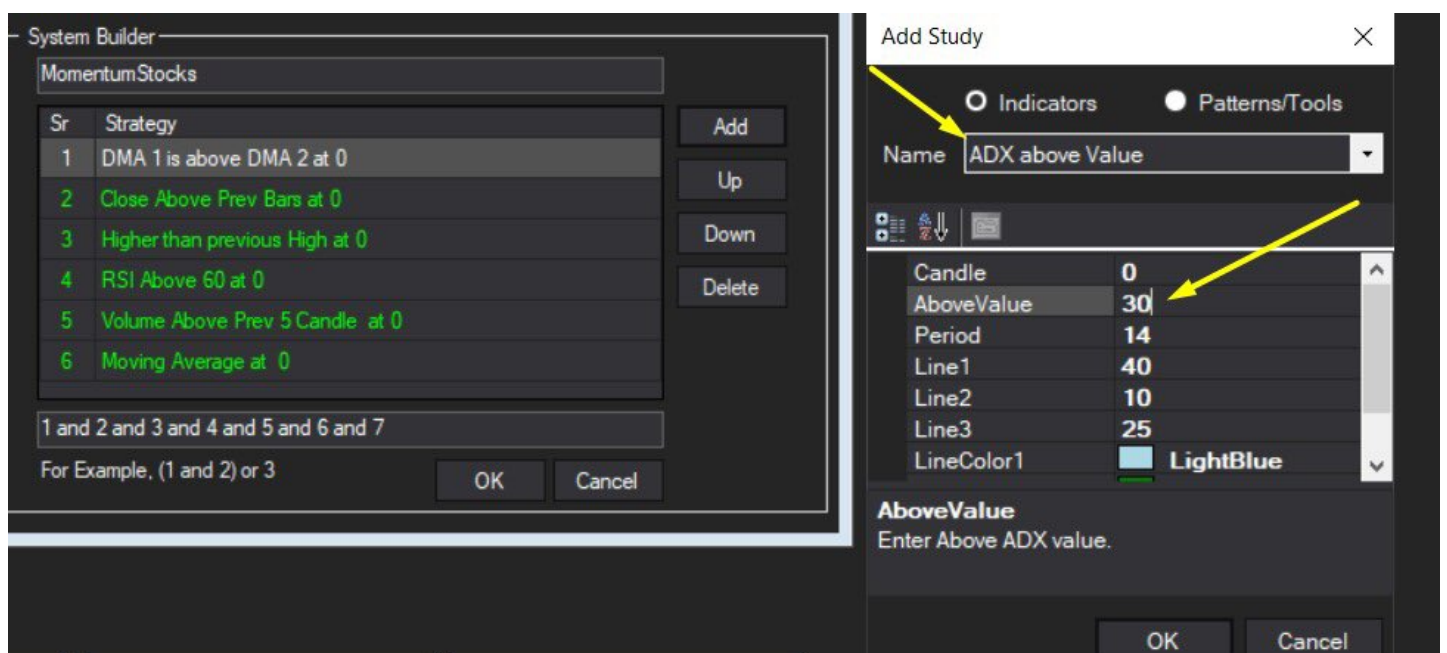 System Builder
MomentumStocks
Sr Strategy
1 DMA 1 is above DMA 2 at 0
2 Close Above Prev Bars at 0
3 Higher than previous High at 0
4 RSI Above 60 at 0
5 Volume Above Prev 5 Candle at 0
6 Moving Average at 0
Add
Up
Down
Delete
1 and 2 and 3 and 4 and 5 and 6 and 7
For Example, (1 and 2) or 3
OK Cancel
Add Study
Indicators Patterns/Tools
Name ADX above Value
Candle 0
AboveValue 30
Period 14
Line1 40
Line2 10
Line3 25
LineColor1 LightBlue
AboveValue
Enter Above ADX value.
OK Cancel